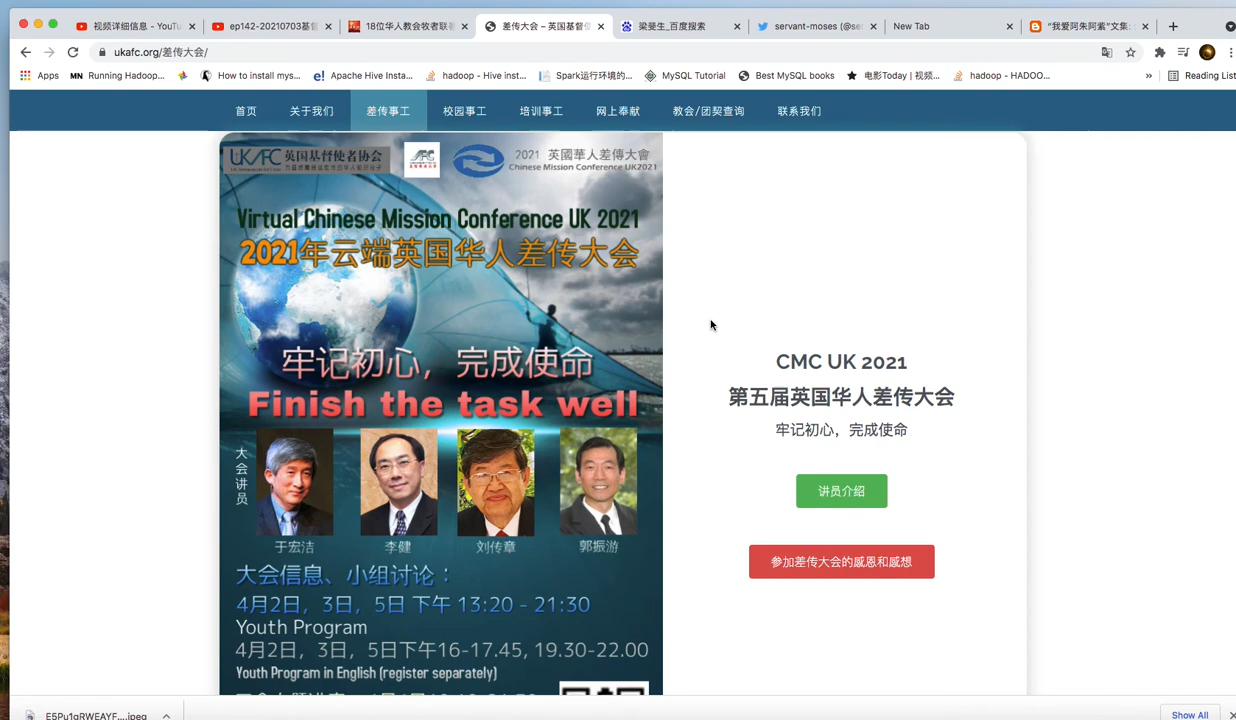 视频详细信息 - YouTu
ep142-20210703基
18位华人教会牧者联
差传大会 – 英国基督
梁斐生_百度搜索
servant-moses (@se
New Tab
“我爱阿朱阿紫”文集:
ukafc.org/差传大会/
Apps
Running Hadoop...
How to install mys...
Apache Hive Insta...
hadoop - Hive inst...
Spark运行环境的...
MySQL Tutorial
Best MySQL books
电影Today | 视频...
hadoop - HADOO...
»
Reading List
首页
关于我们
差传事工
校园事工
培训事工
网上奉献
教会/团契查询
联系我们
UKAFC 英国基督使者协会
2021 英國華人差傳大會
Chinese Mission Conference UK2021
Virtual Chinese Mission Conference UK 2021
2021年云端英国华人差传大会
牢记初心，完成使命
Finish the task well
大会讲员
于宏洁
李健
刘传章
郭振游
大会信息、小组讨论：
4月2日，3日，5日 下午 13:20 - 21:30
Youth Program
4月2日，3日，5日下午16-17.45, 19.30-22.00
Youth Program in English (register separately)
CMC UK 2021
第五届英国华人差传大会
牢记初心，完成使命
讲员介绍
参加差传大会的感恩和感想
E5Pu1qRWEAYF....jpeg
Show All